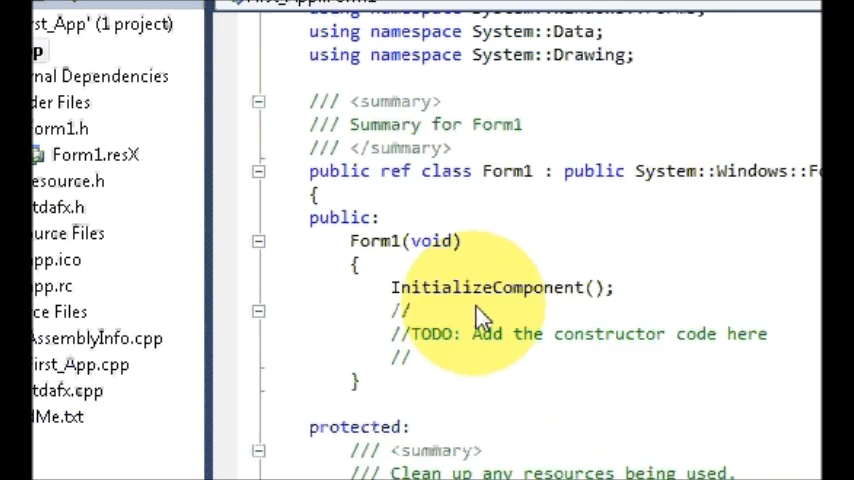 rst_App' (1 project)
p
nal Dependencies
der Files
orm1.h
Form1.resX
esource.h
tdafx.h
urce Files
pp.ico
pp.rc
ce Files
AssemblyInfo.cpp
irst_App.cpp
tdafx.cpp
dMe.txt
using namespace System::Data;
using namespace System::Drawing;
/// <summary>
/// Summary for Form1
/// </summary>
public ref class Form1 : public System::Windows::Fo
{
public:
Form1(void)
{
InitializeComponent();
//
//TODO: Add the constructor code here
//
}
protected:
/// <summary>
/// Clean up any resources being used.